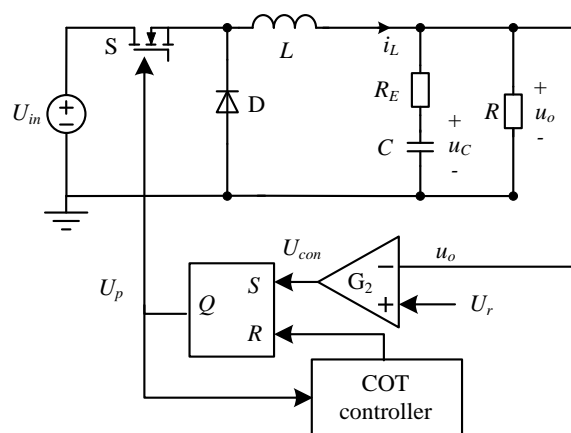 S
L
i_L
U_in
D
R_E
C
+
u_C
-
R
+
u_o
-
U_con
u_o
U_p
Q
S
R
G_2
−
+
U_r
COT
controller